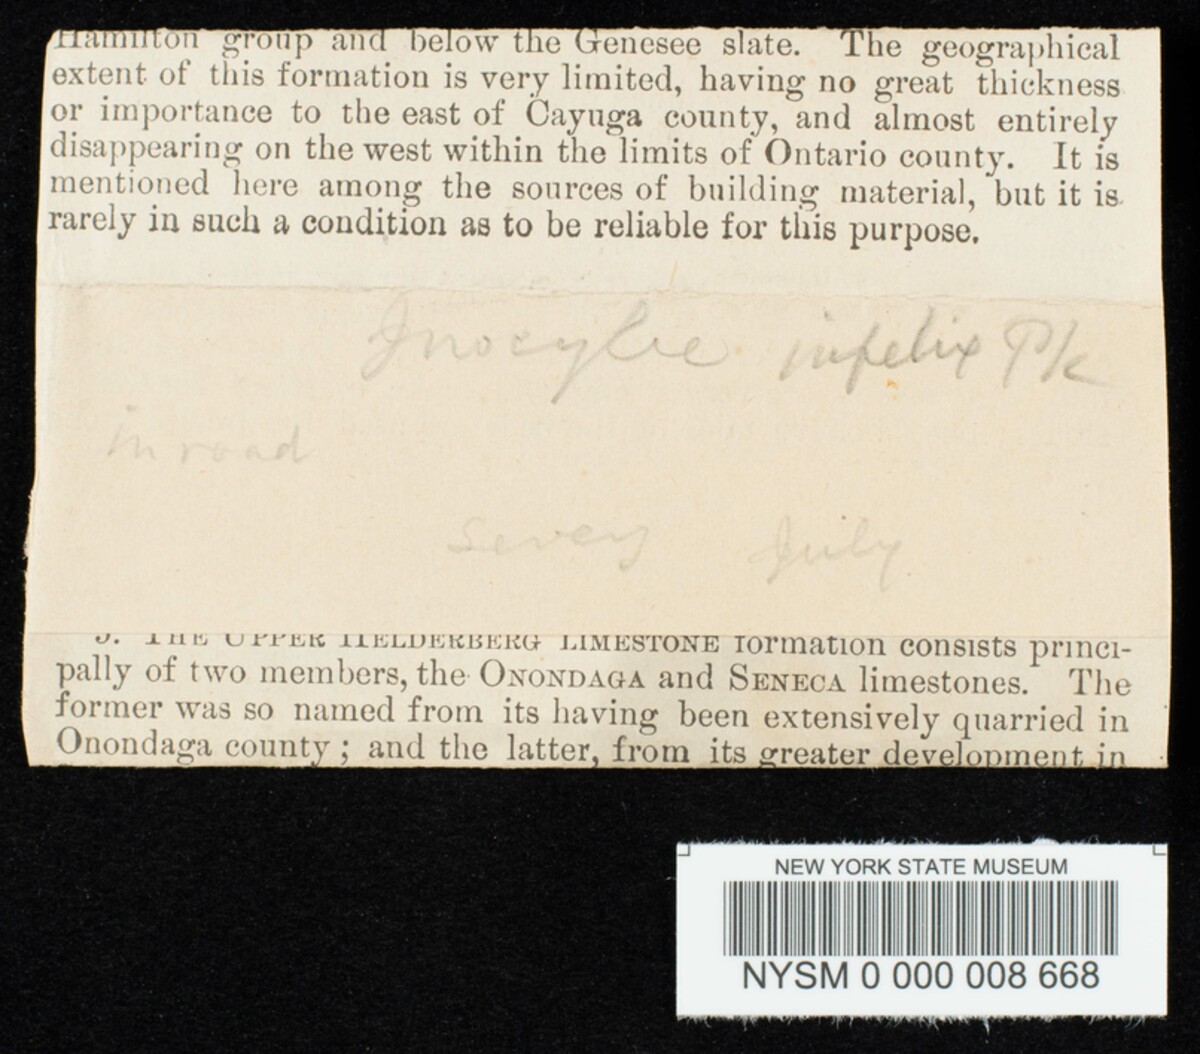 Hamilton group and below the Genesee slate. The geographical
extent of this formation is very limited, having no great thickness
or importance to the east of Cayuga county, and almost entirely
disappearing on the west within the limits of Ontario county. It is
mentioned here among the sources of building material, but it is
rarely in such a condition as to be reliable for this purpose.
Inocybe infelix Pk
in road
Sevey July
5. THE UPPER HELDERBERG LIMESTONE formation consists princi-
pally of two members, the ONONDAGA and SENECA limestones. The
former was so named from its having been extensively quarried in
Onondaga county; and the latter, from its greater development in
NEW YORK STATE MUSEUM
NYSM 0 000 008 668